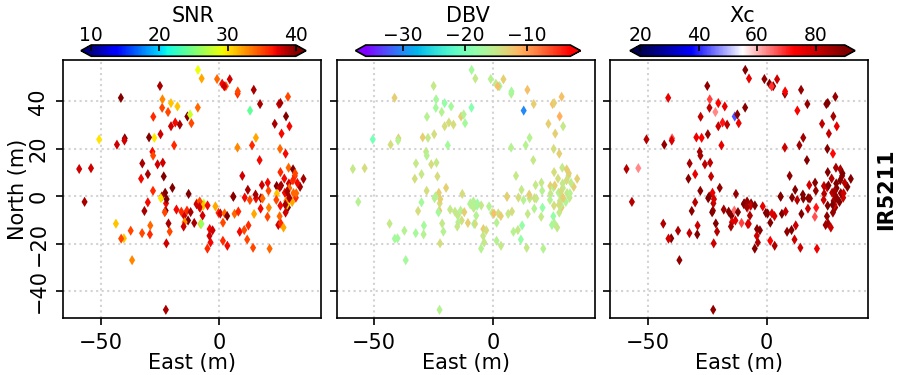 SNR
10 20 30 40
DBV
−30 −20 −10
Xc
20 40 60 80
North (m)
40
20
0
−20
−40
−50 0
East (m)
−50 0
East (m)
−50 0
East (m)
IR5211